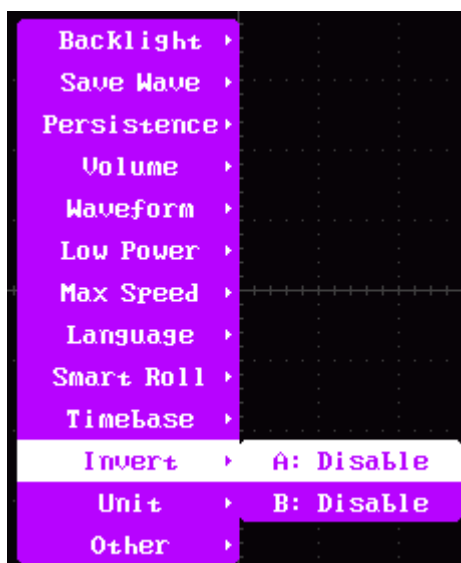 Backlight
Save Wave
Persistence
Volume
Waveform
Low Power
Max Speed
Language
Smart Roll
Timebase
Invert A: Disable
Unit B: Disable
Other